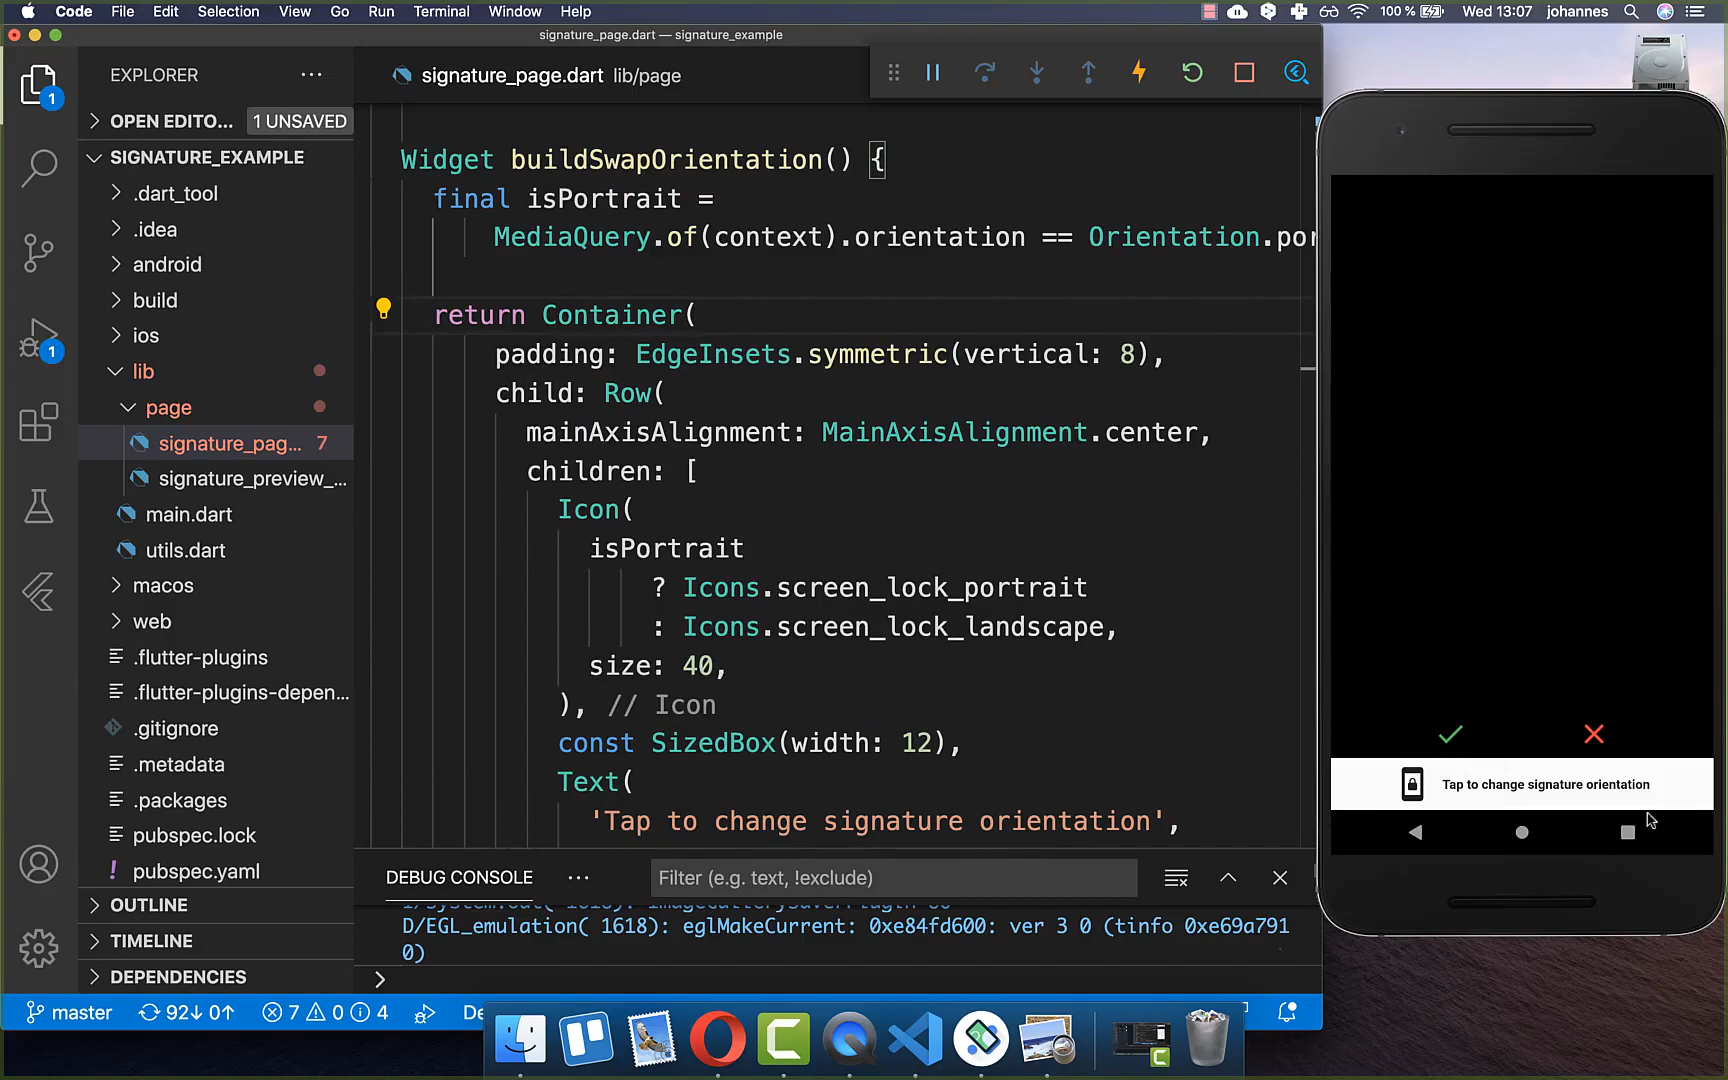 Code File Edit Selection View Go Run Terminal Window Help 100 % Wed 13:07 johannes
signature_page.dart — signature_example
EXPLORER
signature_page.dart lib/page
OPEN EDITO... 1 UNSAVED
SIGNATURE_EXAMPLE
.dart_tool
.idea
android
build
ios
lib
page
signature_pag... 7
signature_preview_...
main.dart
utils.dart
macos
web
.flutter-plugins
.flutter-plugins-depen...
.gitignore
.metadata
.packages
pubspec.lock
! pubspec.yaml
OUTLINE
TIMELINE
DEPENDENCIES
1
1
Widget buildSwapOrientation() {
final isPortrait =
MediaQuery.of(context).orientation == Orientation.por
return Container(
padding: EdgeInsets.symmetric(vertical: 8),
child: Row(
mainAxisAlignment: MainAxisAlignment.center,
children: [
Icon(
isPortrait
? Icons.screen_lock_portrait
: Icons.screen_lock_landscape,
size: 40,
), // Icon
const SizedBox(width: 12),
Text(
'Tap to change signature orientation',
DEBUG CONSOLE
Filter (e.g. text, !exclude)
D/EGL_emulation( 1618): eglMakeCurrent: 0xe84fd600: ver 3 0 (tinfo 0xe69a791
0)
master 92↓ 0↑ 7 0 4 De
Tap to change signature orientation